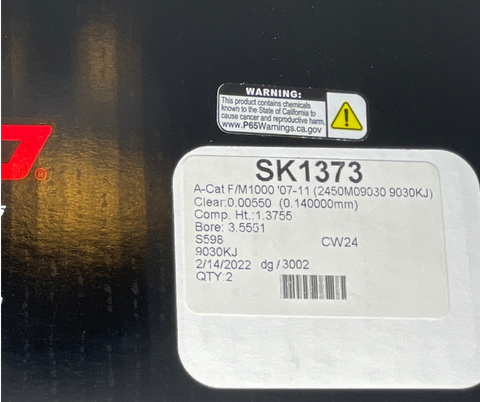 WARNING:
This product contains chemicals
known to the State of California to
cause cancer and reproductive harm.
www.P65Warnings.ca.gov
SK1373
A-Cat F/M1000 '07-11 (2450M09030 9030KJ)
Clear:0.00550 (0.140000mm)
Comp. Ht.:1.3755
Bore: 3.5551
S598 CW24
9030KJ
2/14/2022 dg / 3002
QTY:2
®